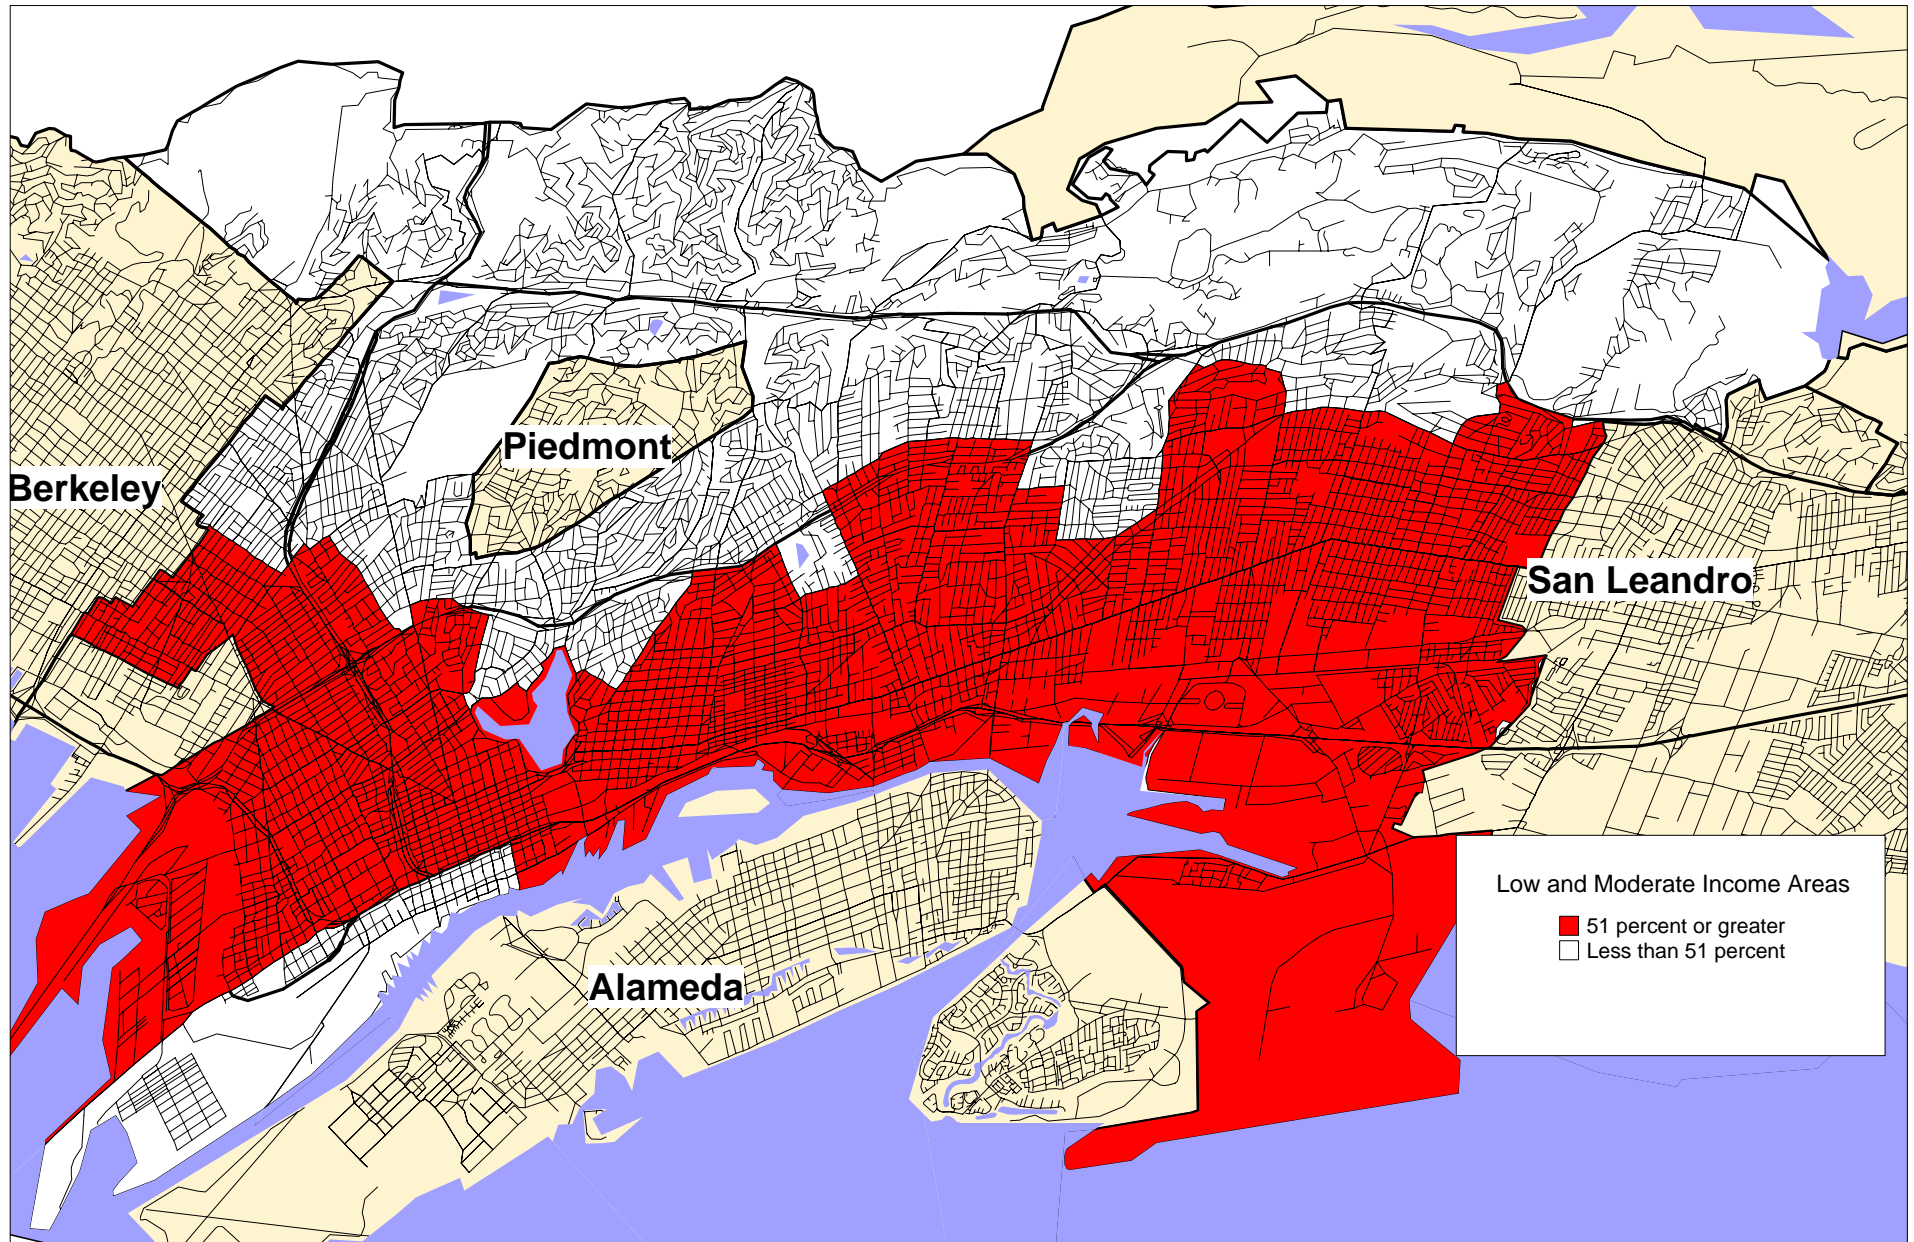 Piedmont
Berkeley
San Leandro
Alameda
Low and Moderate Income Areas
51 percent or greater
Less than 51 percent